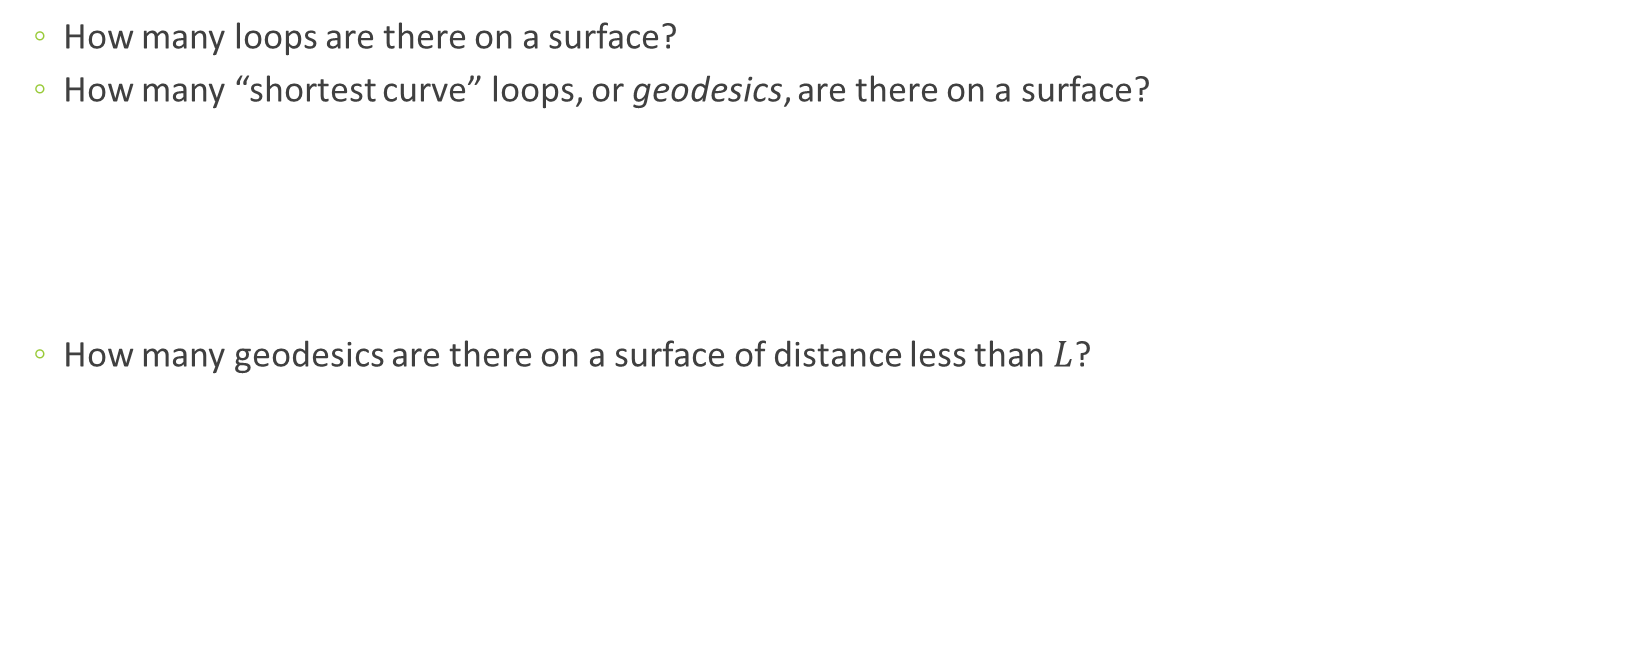 ◦ How many loops are there on a surface?
◦ How many “shortest curve” loops, or geodesics, are there on a surface?
◦ How many geodesics are there on a surface of distance less than L?